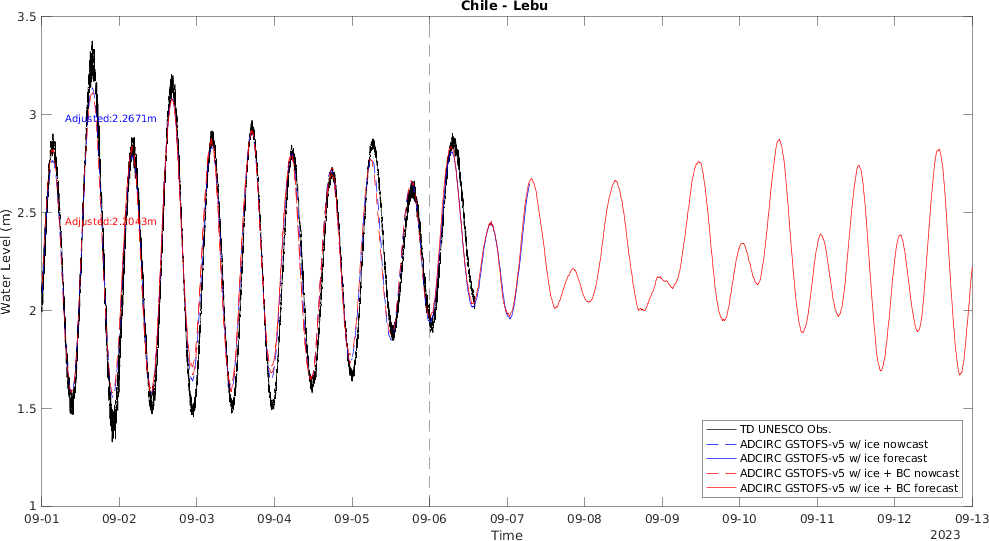 Chile - Lebu
3.5
3
2.5
2
1.5
1
Water Level (m)
Adjusted:2.2671m
Adjusted:2.2043m
TD UNESCO Obs.
ADCIRC GSTOFS-v5 w/ ice nowcast
ADCIRC GSTOFS-v5 w/ ice forecast
ADCIRC GSTOFS-v5 w/ ice + BC nowcast
ADCIRC GSTOFS-v5 w/ ice + BC forecast
09-01 09-02 09-03 09-04 09-05 09-06 09-07 09-08 09-09 09-10 09-11 09-12 09-13
Time
2023